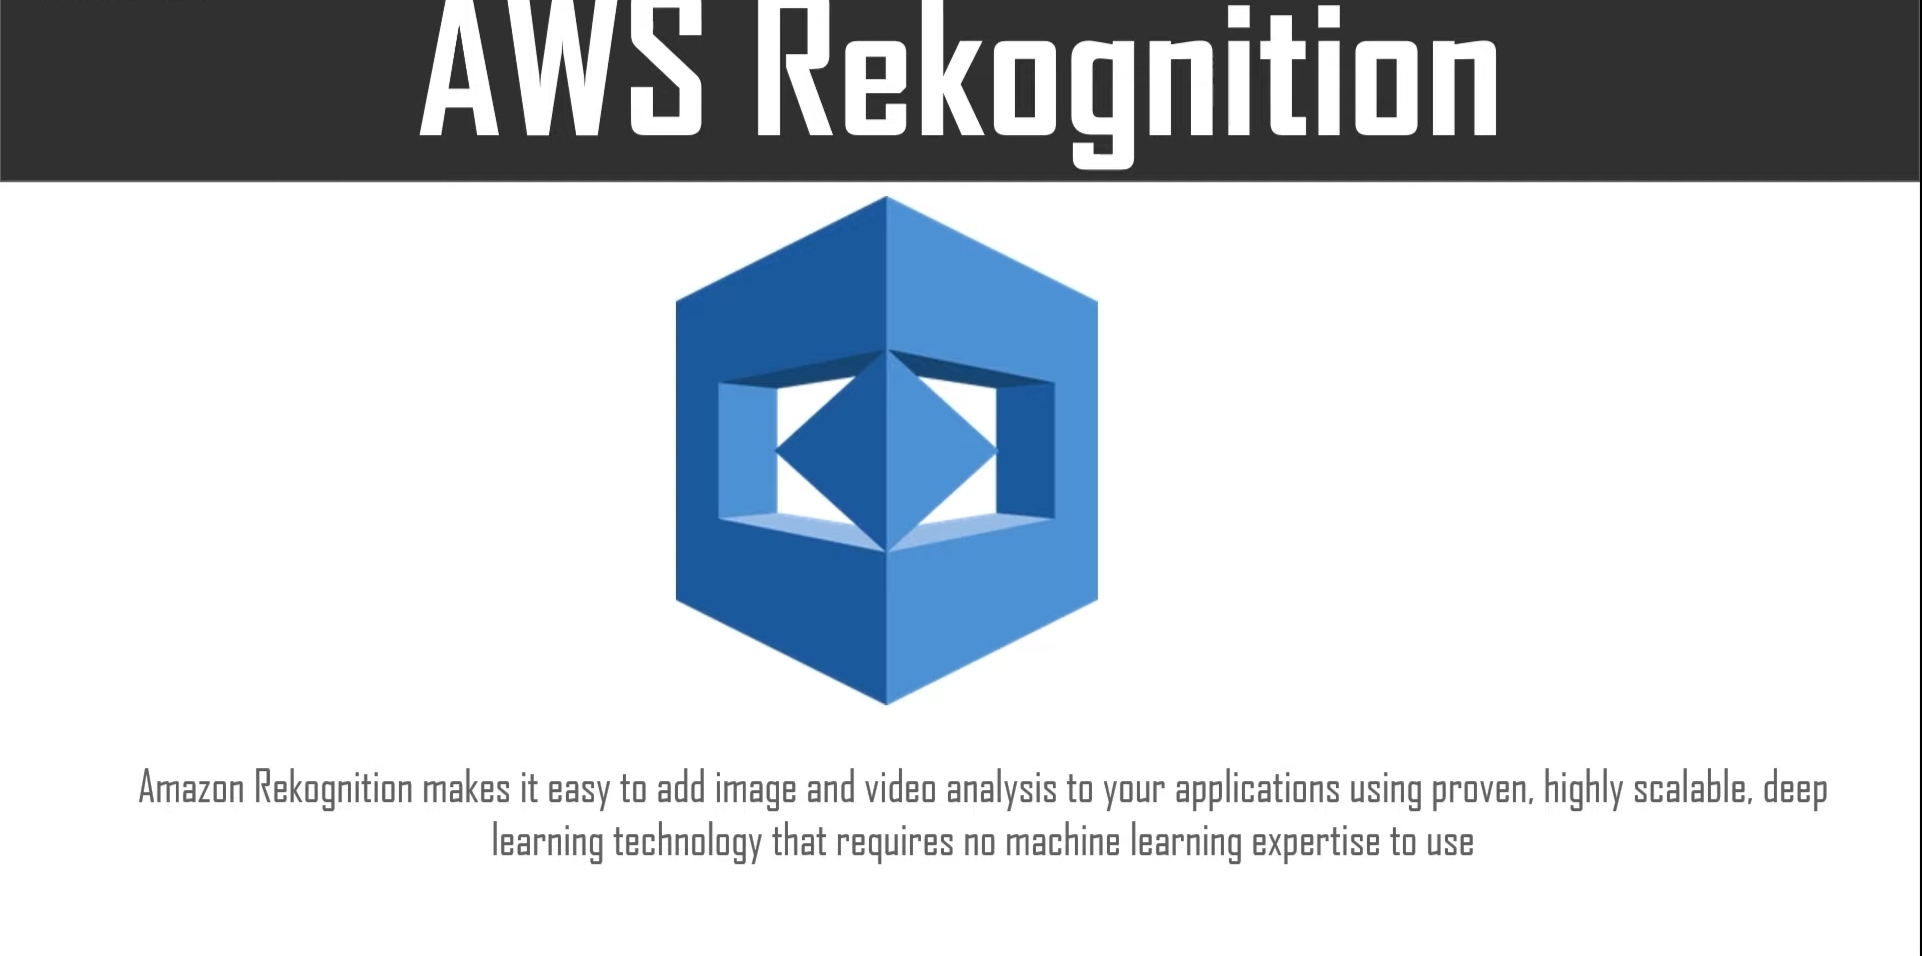 AWS Rekognition
Amazon Rekognition makes it easy to add image and video analysis to your applications using proven, highly scalable, deep
learning technology that requires no machine learning expertise to use